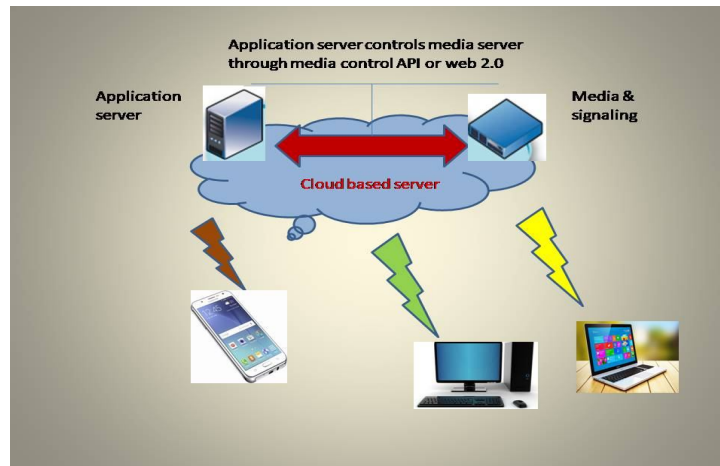 Application server controls media server
through media control API or web 2.0
Application
server
Media &
signaling
Cloud based server